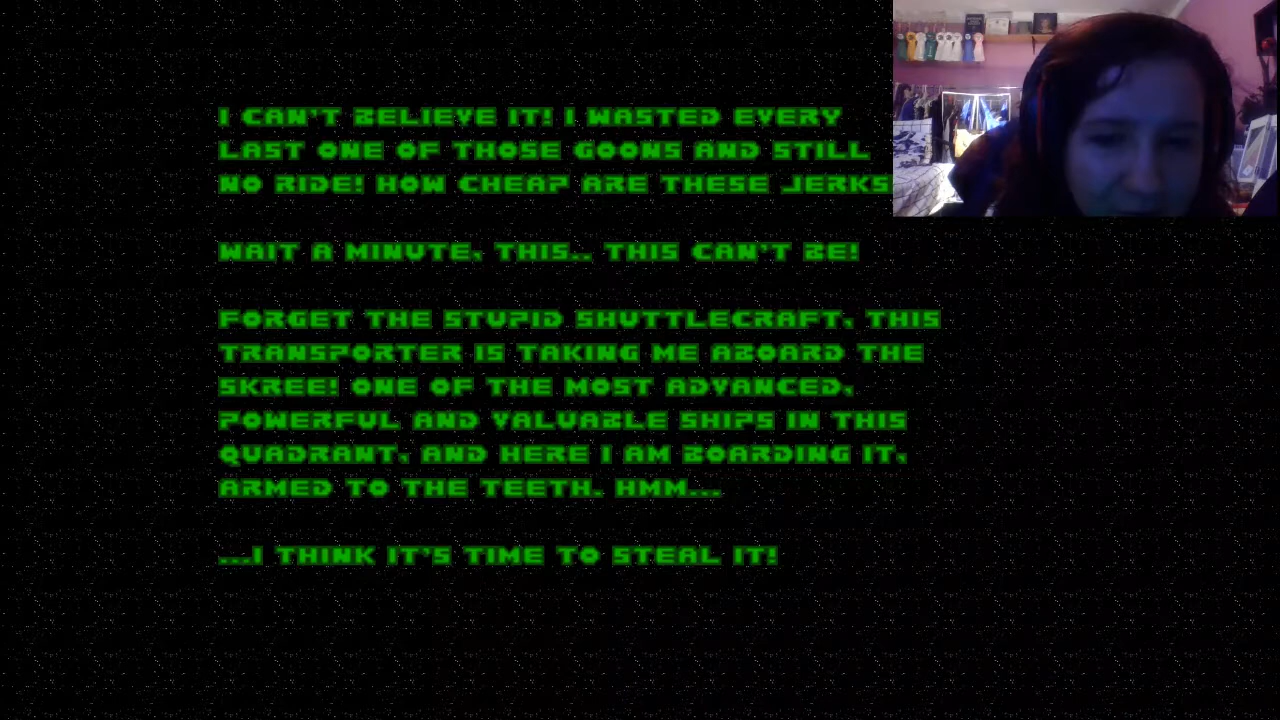 I CAN'T BELIEVE IT! I WASTED EVERY
LAST ONE OF THOSE GOONS AND STILL
NO RIDE! HOW CHEAP ARE THESE JERKS
WAIT A MINUTE, THIS.. THIS CAN'T BE!
FORGET THE STUPID SHUTTLECRAFT, THIS
TRANSPORTER IS TAKING ME ABOARD THE
SKREE! ONE OF THE MOST ADVANCED,
POWERFUL AND VALUABLE SHIPS IN THIS
QUADRANT, AND HERE I AM BOARDING IT,
ARMED TO THE TEETH. HMM...
...I THINK IT'S TIME TO STEAL IT!